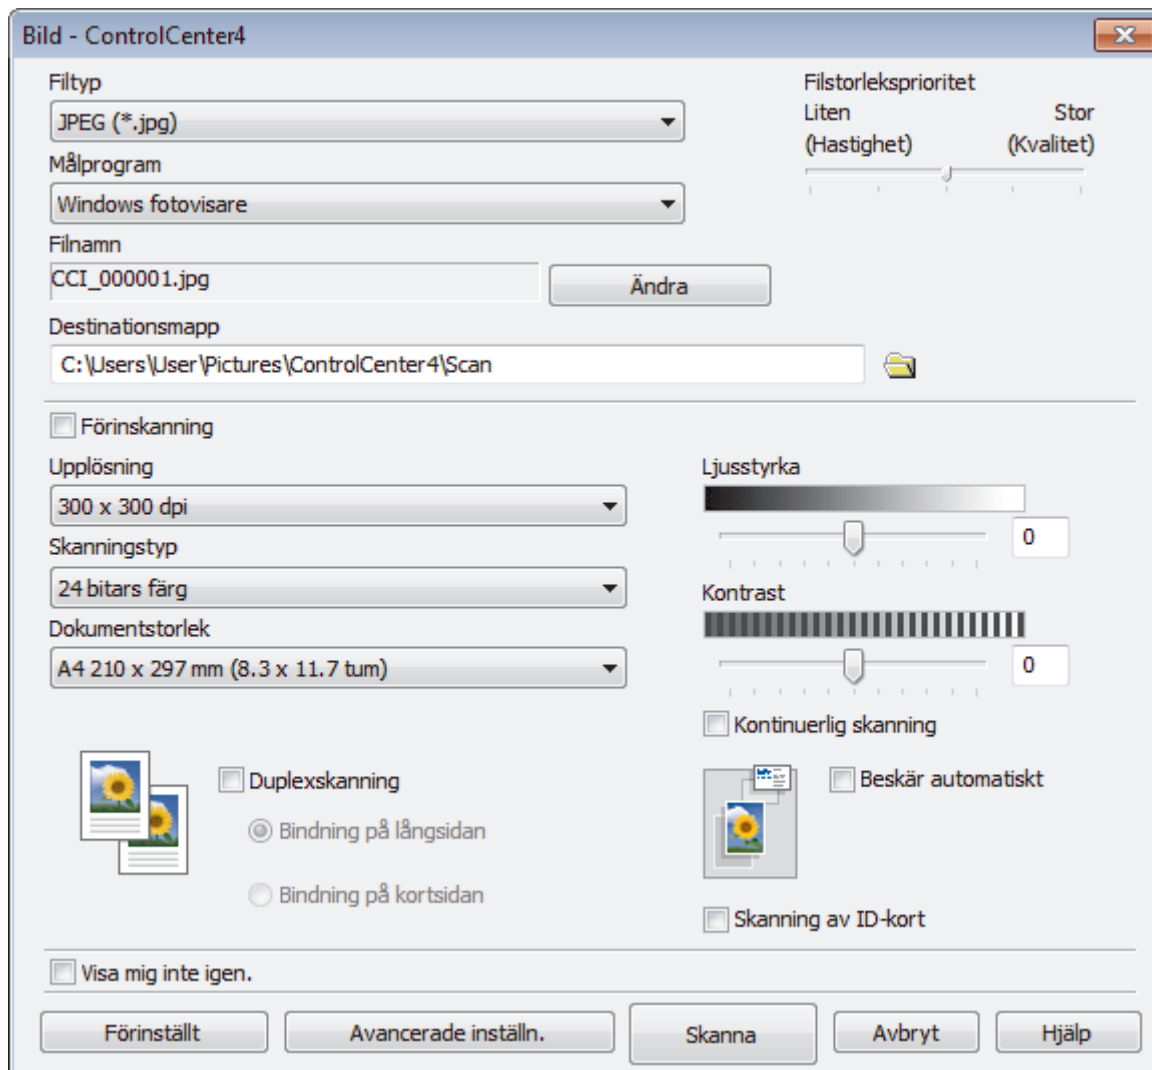 Bild - ControlCenter4
Filtyp
JPEG (*.jpg)
Målprogram
Windows fotovisare
Filnamn
CCI_000001.jpg
Ändra
Destinationsmapp
C:\Users\User\Pictures\ControlCenter4\Scan
Filstorleksprioritet
Liten Stor
(Hastighet) (Kvalitet)
Förinskanning
Upplösning
300 x 300 dpi
Skanningstyp
24 bitars färg
Dokumentstorlek
A4 210 x 297 mm (8.3 x 11.7 tum)
Ljusstyrka
0
Kontrast
0
Kontinuerlig skanning
Duplexskanning
Bindning på långsidan
Bindning på kortsidan
Beskär automatiskt
Skanning av ID-kort
Visa mig inte igen.
Förinställt Avancerade inställn. Skanna Avbryt Hjälp